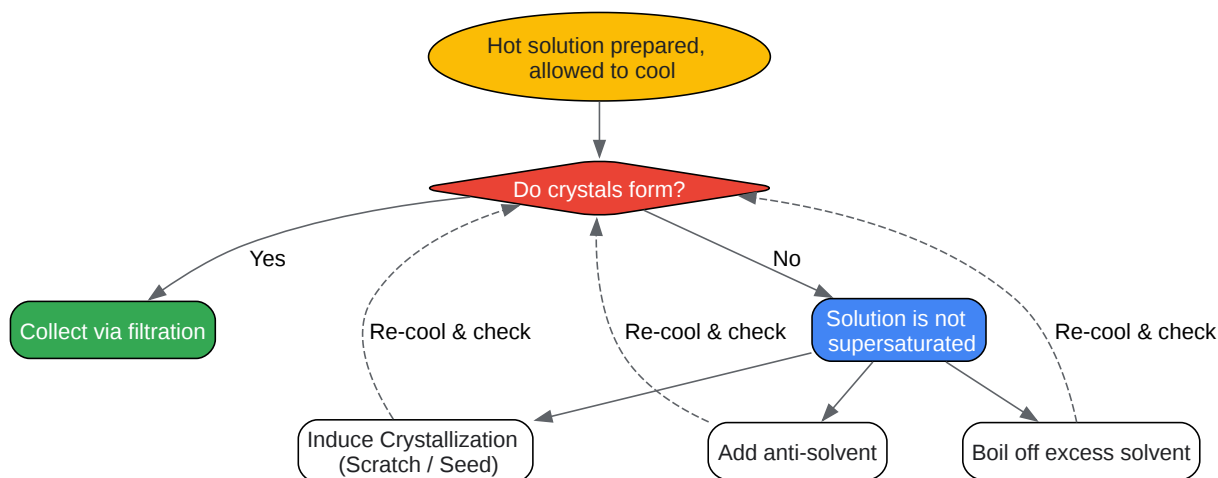 Hot solution prepared,
allowed to cool
Do crystals form?
Yes
No
Collect via filtration
Re-cool & check
Re-cool & check
Solution is not
supersaturated
Re-cool & check
Induce Crystallization
(Scratch / Seed)
Add anti-solvent
Boil off excess solvent